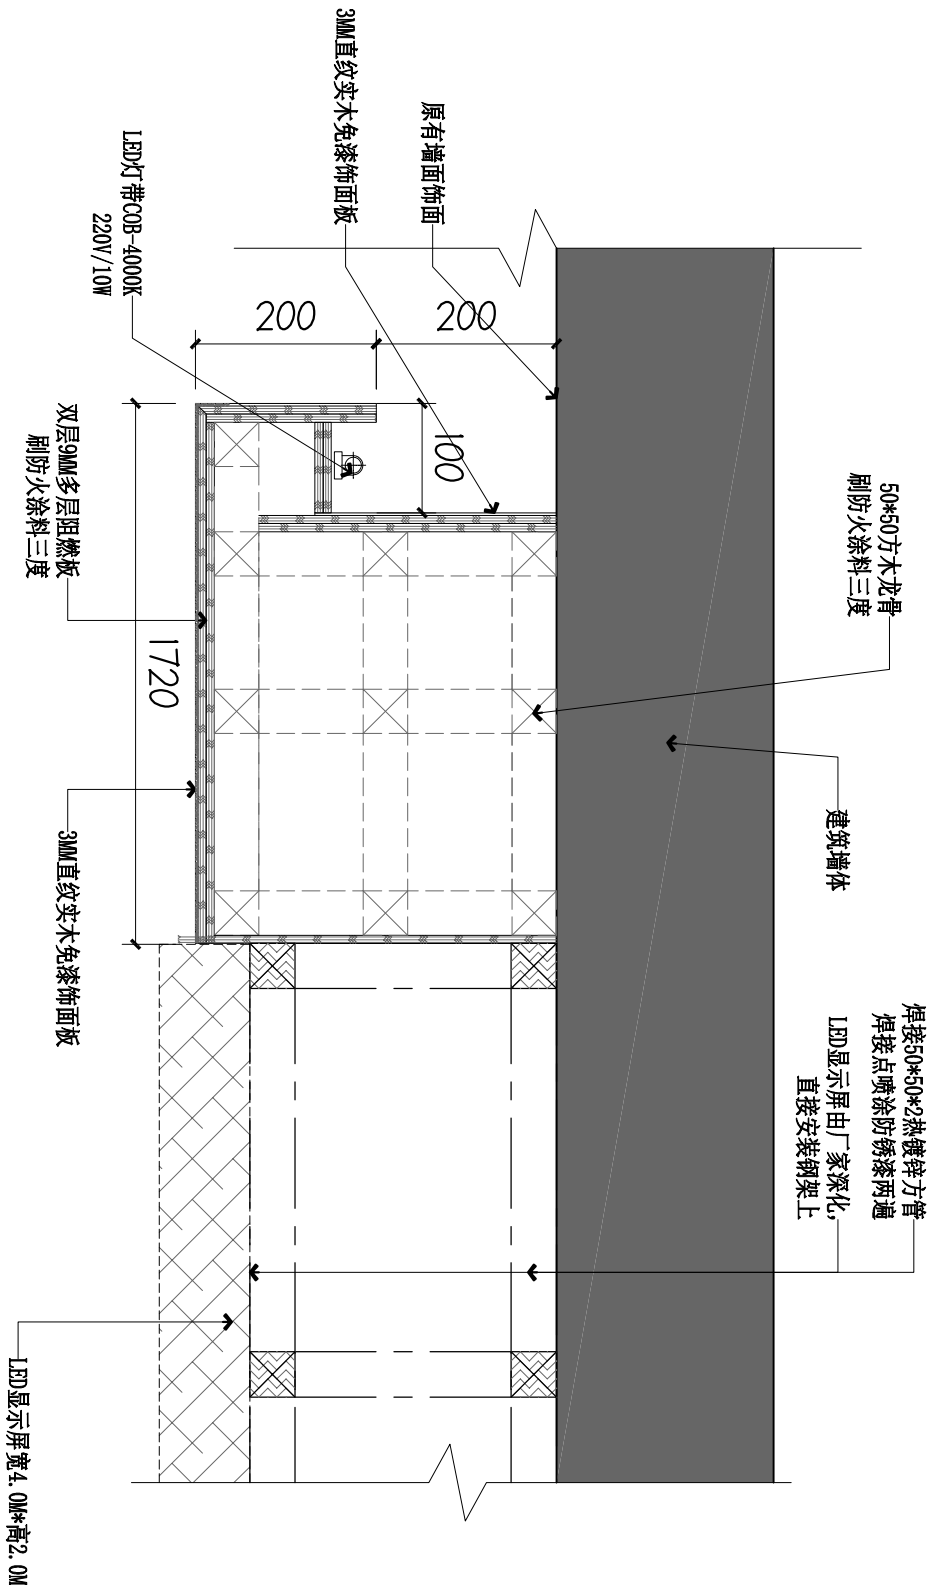 3MM直纹实木免漆饰面板
原有墙面饰面
LED灯带COB-4000K
220V/10W
200
200
100
1720
双层9MM多层阻燃板
刷防火涂料三度
50*50方木龙骨
刷防火涂料三度
建筑墙体
3MM直纹实木免漆饰面板
焊接50*50*2热镀锌方管
焊接点喷涂防锈漆两遍
LED显示屏由厂家深化,
直接安装钢架上
LED显示屏宽4.0M*高2.0M